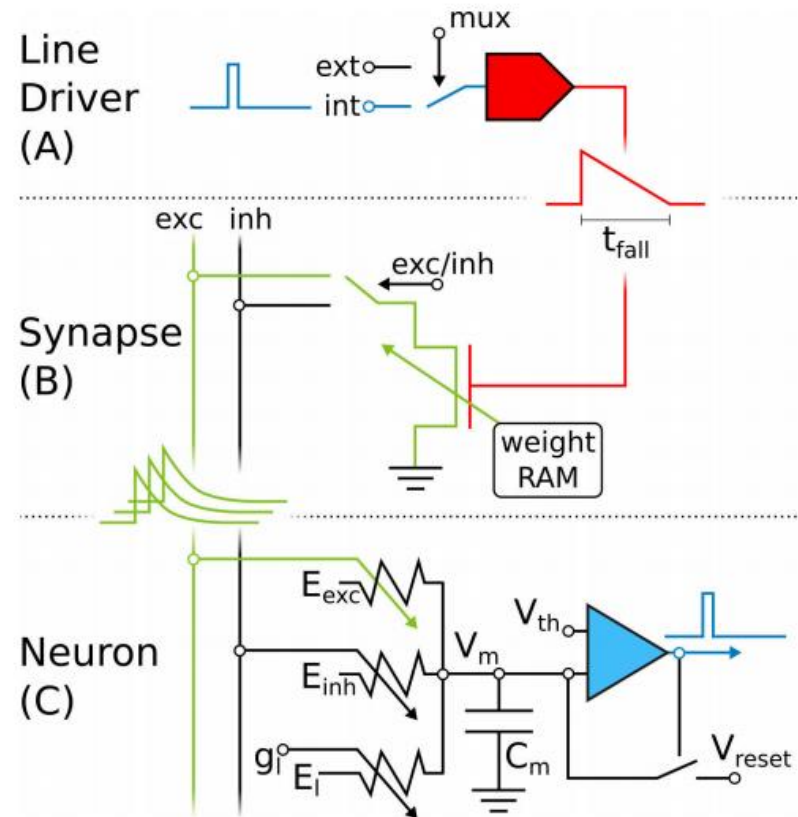 Line
Driver
(A)
mux
ext
int
t_fall
exc inh
exc/inh
Synapse
(B)
weight
RAM
Neuron
(C)
E_exc
E_inh
g_l
E_l
V_m
C_m
V_th
V_reset